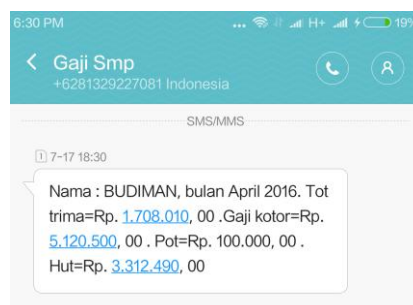 6:30 PM ... H+ 19%
Gaji Smp
+6281329227081 Indonesia
SMS/MMS
1 7-17 18:30
Nama : BUDIMAN, bulan April 2016. Tot
trima=Rp. 1.708.010, 00 .Gaji kotor=Rp.
5.120.500, 00 . Pot=Rp. 100.000, 00 .
Hut=Rp. 3.312.490, 00